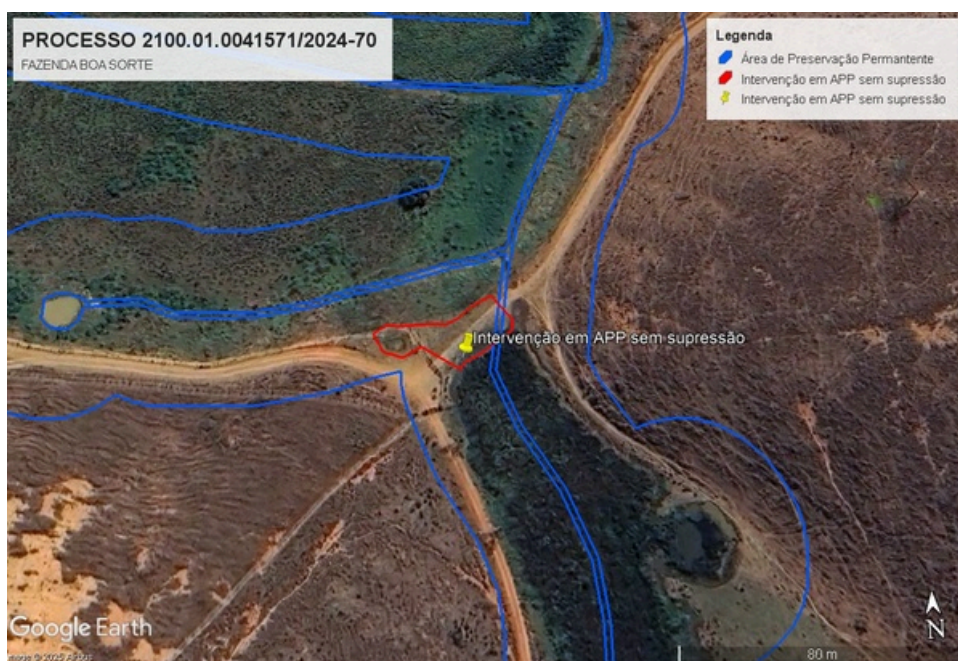 PROCESSO 2100.01.0041571/2024-70
FAZENDA BOA SORTE
Legenda
Área de Preservação Permantente
Intervenção em APP sem supressão
Intervenção em APP sem supressão
Intervenção em APP sem supressão
Google Earth
N
80 m